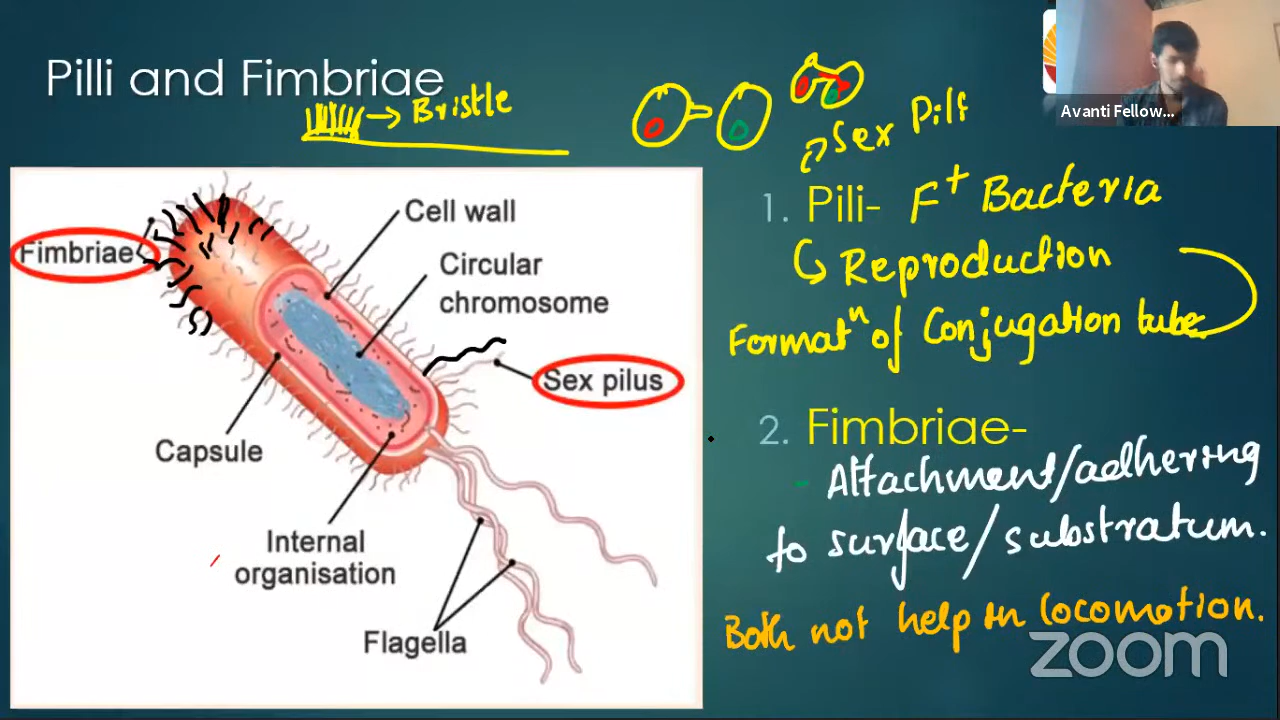 Pilli and Fimbriae
→ Bristle
Sex Pili
Avanti Fellow...
1. Pili- F+ Bacteria
Reproduction
Formatⁿ of Conjugation tube
2. Fimbriae-
- Attachment/adhering
to surface/substratum.
Both not help in locomotion.
Fimbriae
Cell wall
Circular
chromosome
Sex pilus
Capsule
Internal
organisation
Flagella
zoom